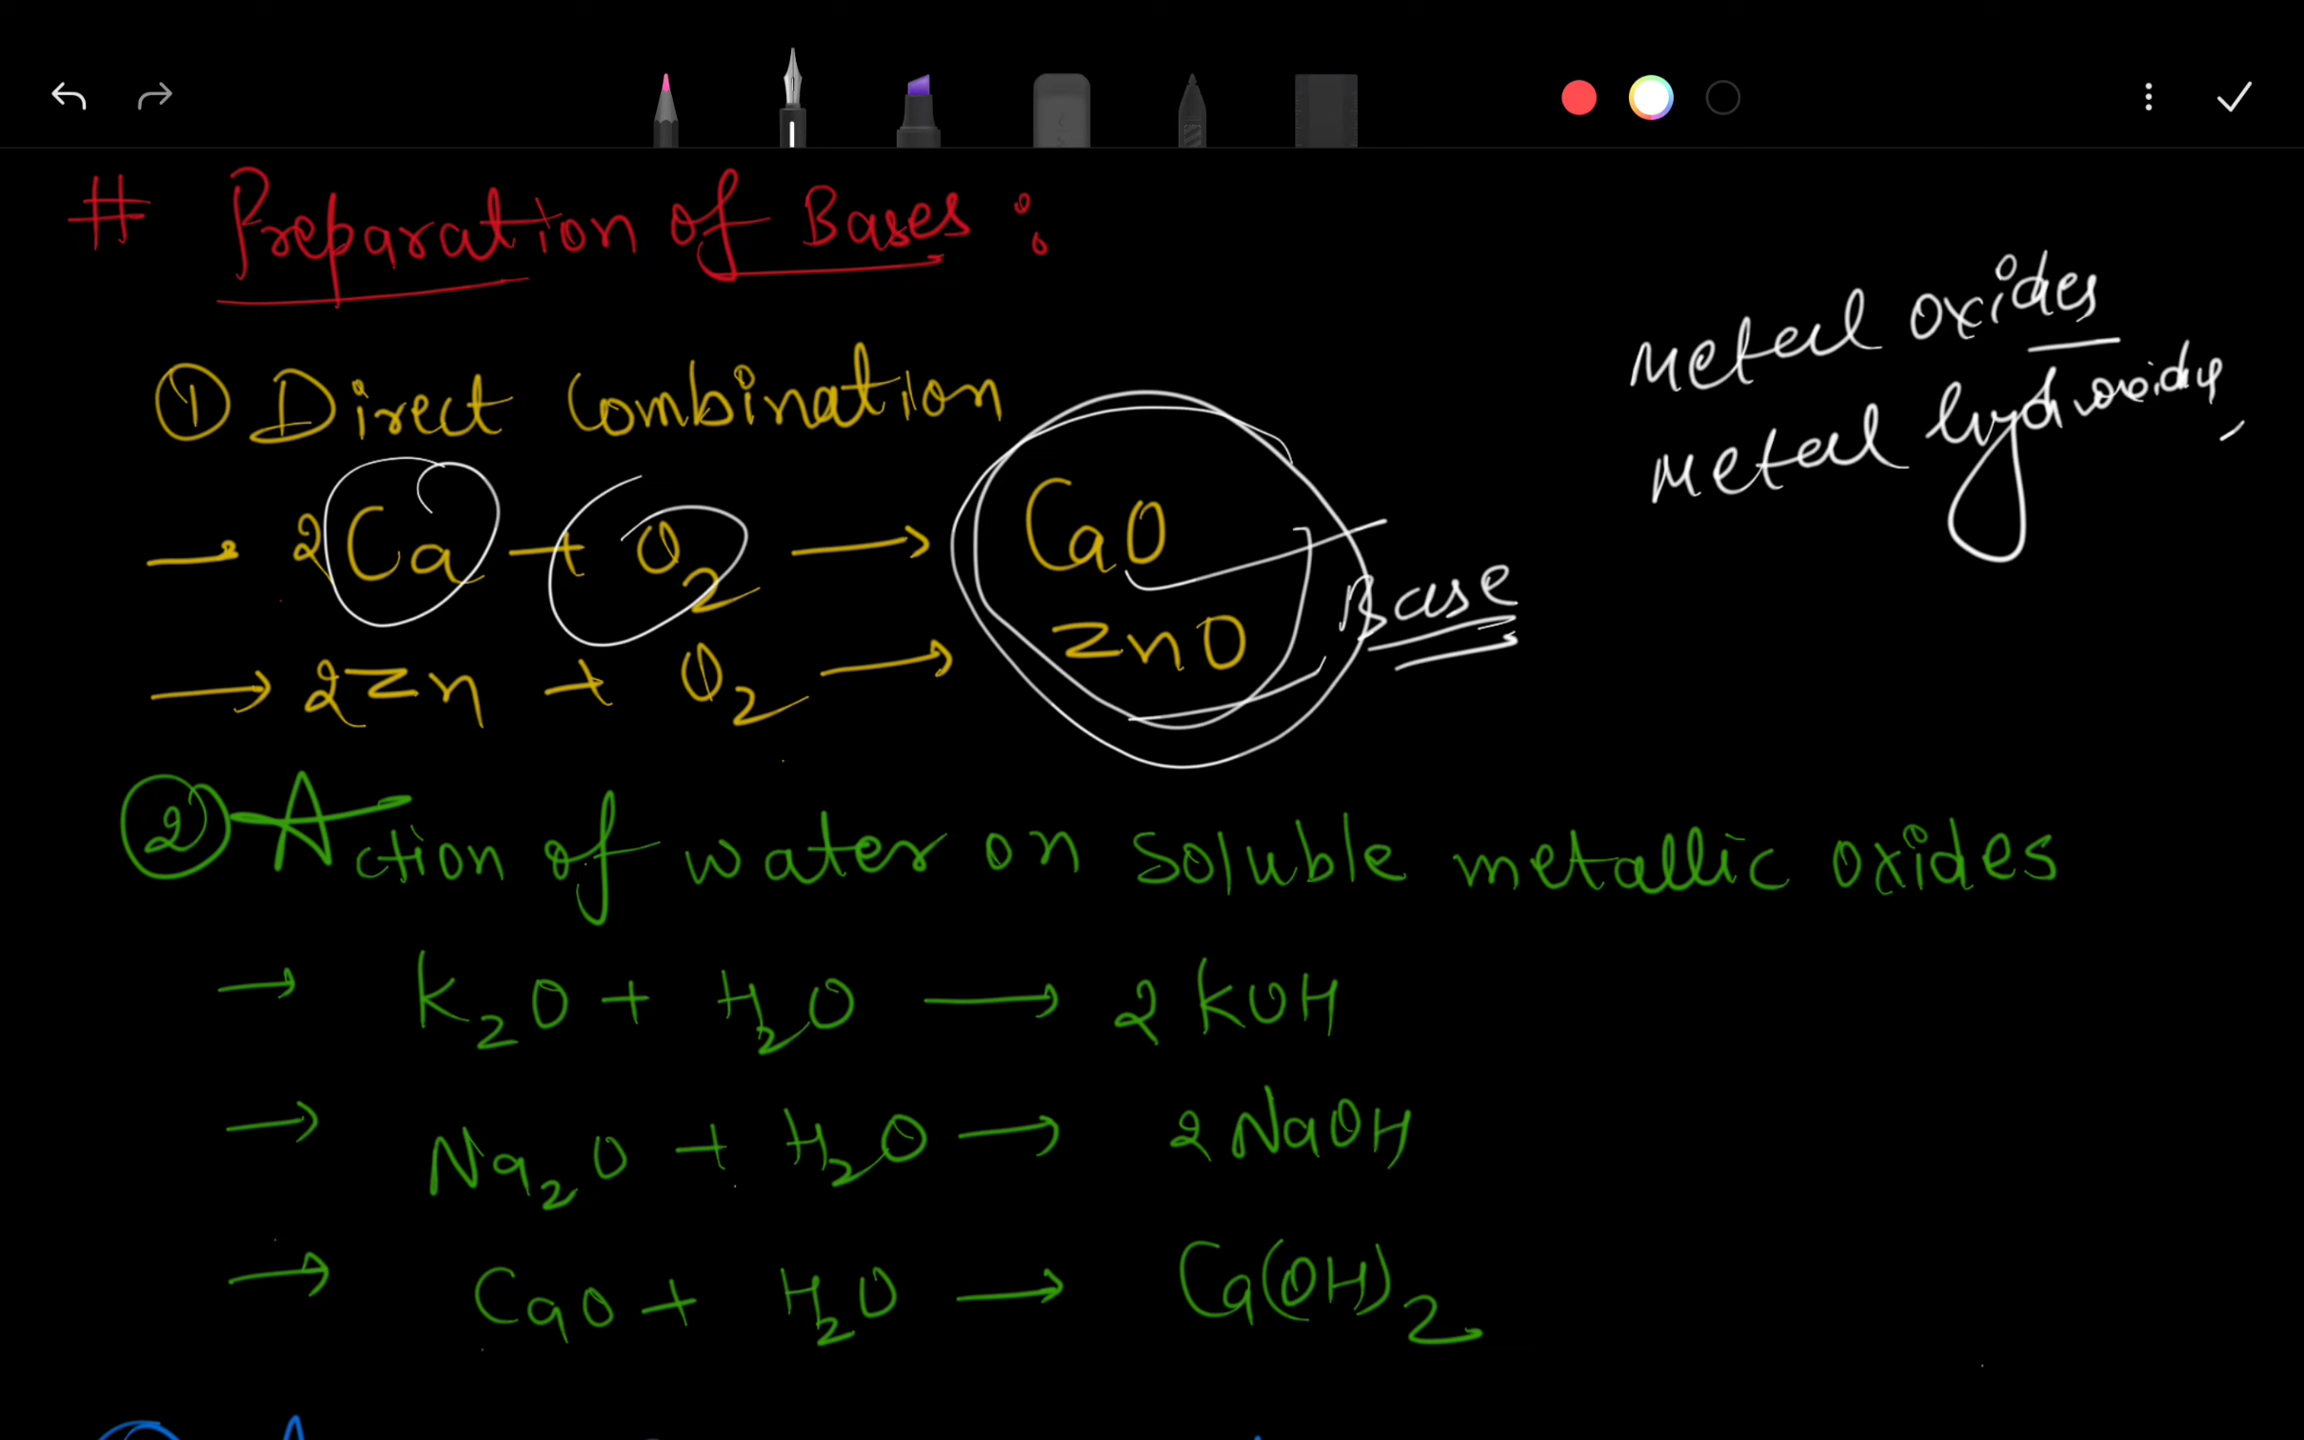 # Preparation of Bases :
① Direct Combination
Metal oxides
Metal hydroxides,
→ 2Ca + O₂ → CaO
→ 2Zn + O₂ → ZnO
Base
② Action of water on soluble metallic oxides
→ K₂O + H₂O → 2KOH
→ Na₂O + H₂O → 2NaOH
→ CaO + H₂O → Ca(OH)₂